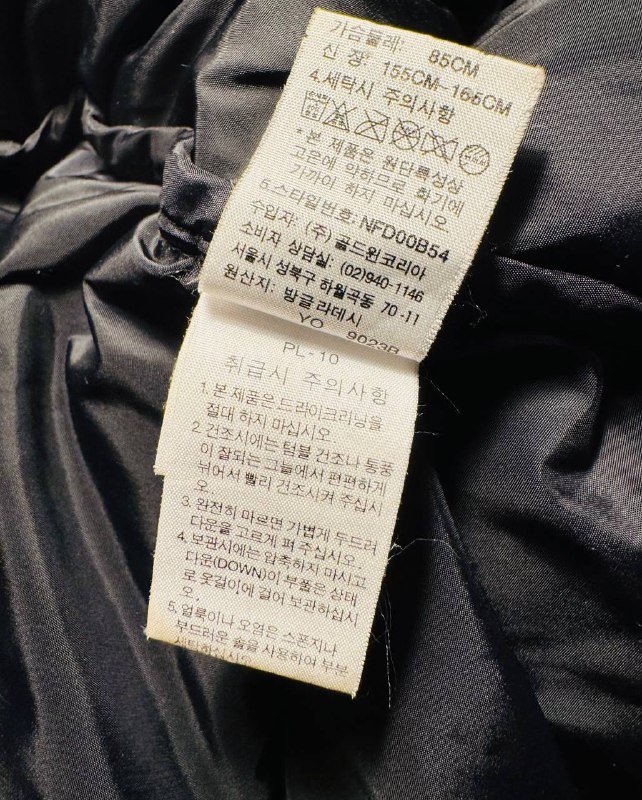 가슴둘레: 85CM
신 장: 155CM-165CM
4.세탁시 주의사항
* 본 제품은 원단특성상
고온에 약하므로 화기에
가까이 하지 마십시오
5.스타일번호: NFD00B54
수입자: (주) 골드윈코리아
소비자 상담실: (02)940-1146
서울시 성북구 하월곡동 70-11
원산지: 방글라데시
YO 9023B
PL-10
취급시 주의사항
1. 본 제품은 드라이크리닝을
절대 하지 마십시오
2. 건조시에는 텀블 건조나 통풍
이 잘되는 그늘에서 편편하게
뉘어서 빨리 건조시켜 주십시
오.
3. 완전히 마르면 가볍게 두드려
다운을 고르게 펴 주십시오.
4. 보관시에는 압축하지 마시고
다운(DOWN)이 부풀은 상태
로 옷걸이에 걸어 보관하십시
오.
5. 얼룩이나 오염은 스폰지나
부드러운 솔을 사용하여 부분
세탁하십시오